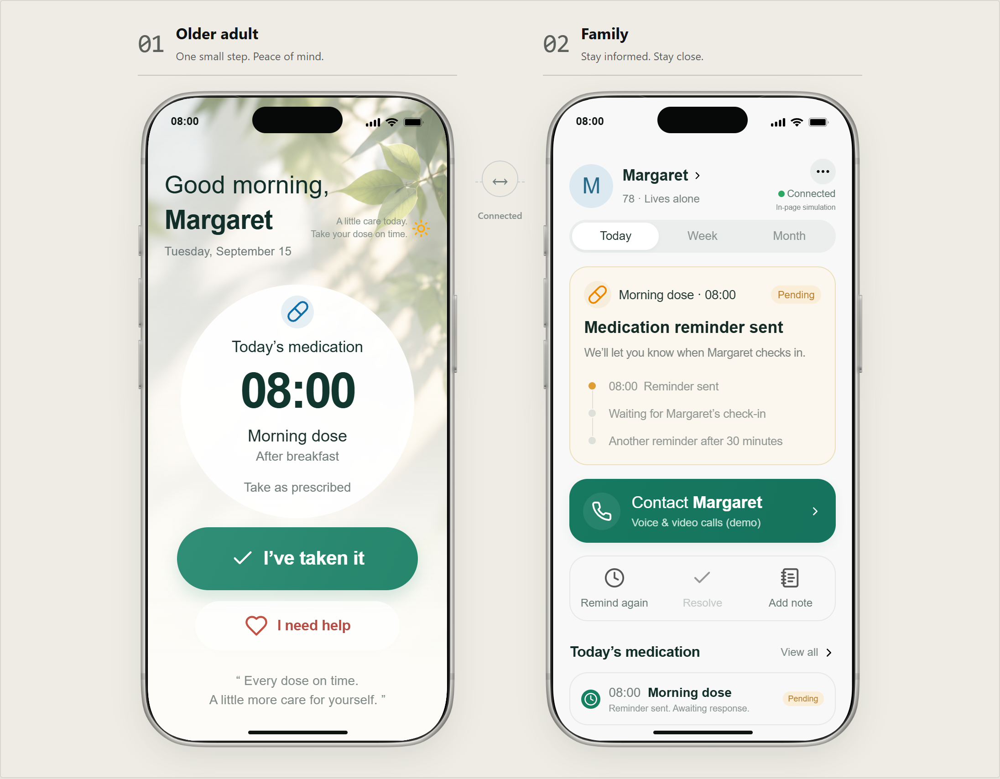 01
Older adult
One small step. Peace of mind.
08:00
Good morning,
Margaret
A little care today.
Take your dose on time.
Tuesday, September 15
Today’s medication
08:00
Morning dose
After breakfast
Take as prescribed
I’ve taken it
I need help
“ Every dose on time.
A little more care for yourself. ”
Connected
02
Family
Stay informed. Stay close.
08:00
M
Margaret
78 · Lives alone
Connected
In-page simulation
Today Week Month
Morning dose · 08:00 Pending
Medication reminder sent
We’ll let you know when Margaret checks in.
08:00 Reminder sent
Waiting for Margaret’s check-in
Another reminder after 30 minutes
Contact Margaret
Voice & video calls (demo)
Remind again Resolve Add note
Today’s medication View all
08:00 Morning dose Pending
Reminder sent. Awaiting response.